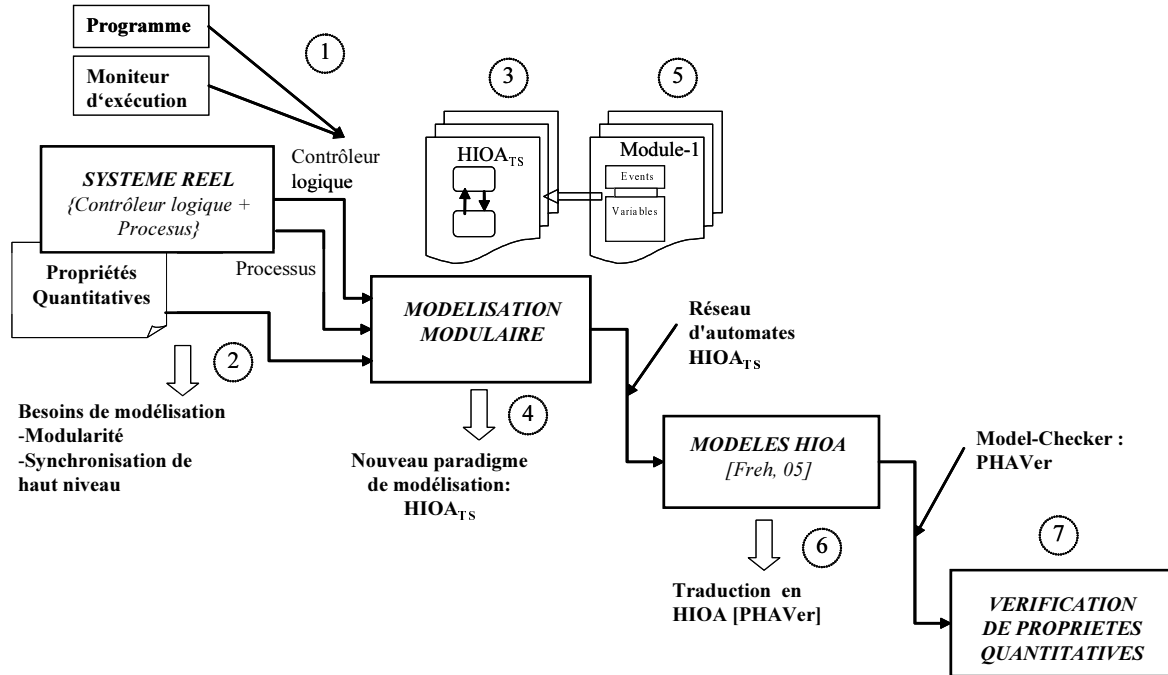 Programme
1
Moniteur
d'exécution
3
5
Contrôleur
logique
HIOATS
Module-1
Events
Variables
SYSTEME REEL
{Contrôleur logique +
Procesus}
Processus
Propriétés
Quantitatives
MODELISATION
MODULAIRE
Réseau
d'automates
HIOATS
2
Besoins de modélisation
-Modularité
-Synchronisation de
haut niveau
4
Nouveau paradigme
de modélisation:
HIOATS
MODELES HIOA
[Freh, 05]
Model-Checker :
PHAVer
6
Traduction en
HIOA [PHAVer]
7
VERIFICATION
DE PROPRIETES
QUANTITATIVES